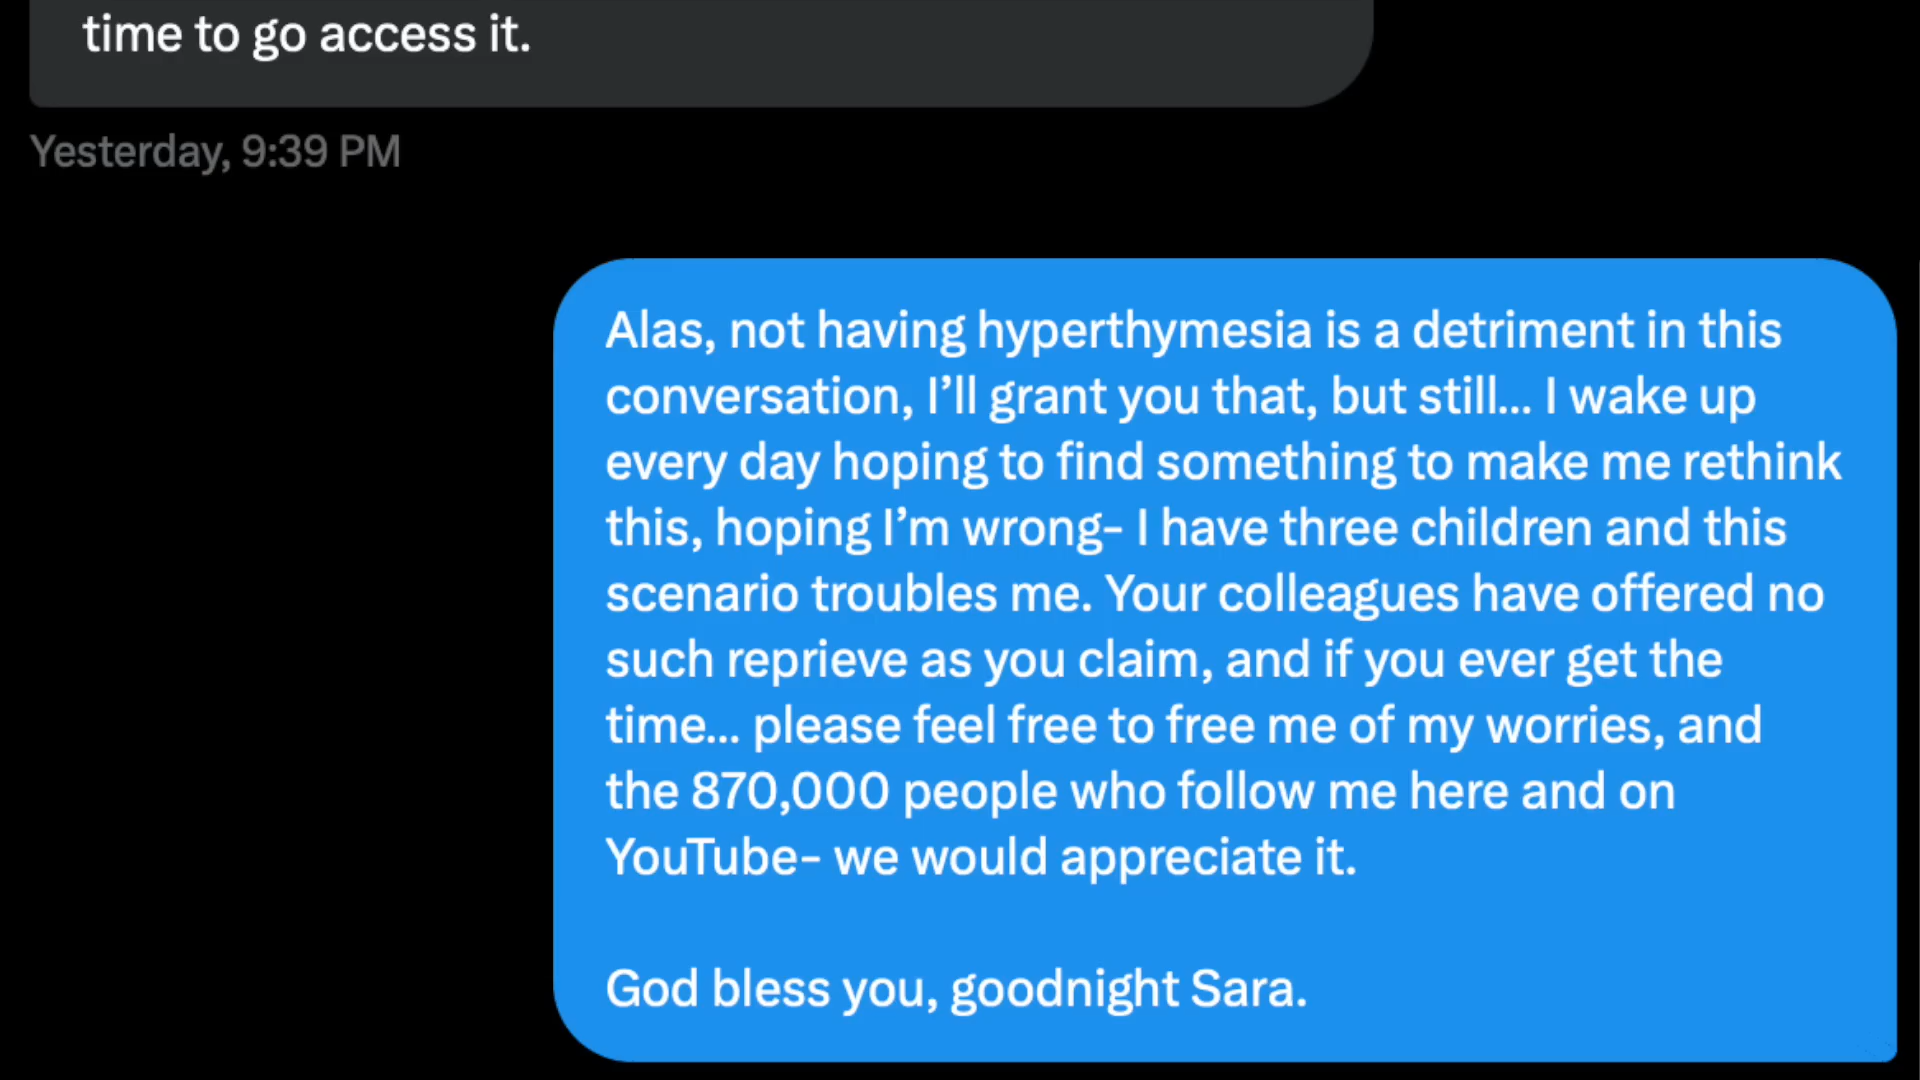 time to go access it.
Yesterday, 9:39 PM
Alas, not having hyperthymesia is a detriment in this
conversation, I’ll grant you that, but still... I wake up
every day hoping to find something to make me rethink
this, hoping I’m wrong- I have three children and this
scenario troubles me. Your colleagues have offered no
such reprieve as you claim, and if you ever get the
time... please feel free to free me of my worries, and
the 870,000 people who follow me here and on
YouTube- we would appreciate it.
God bless you, goodnight Sara.